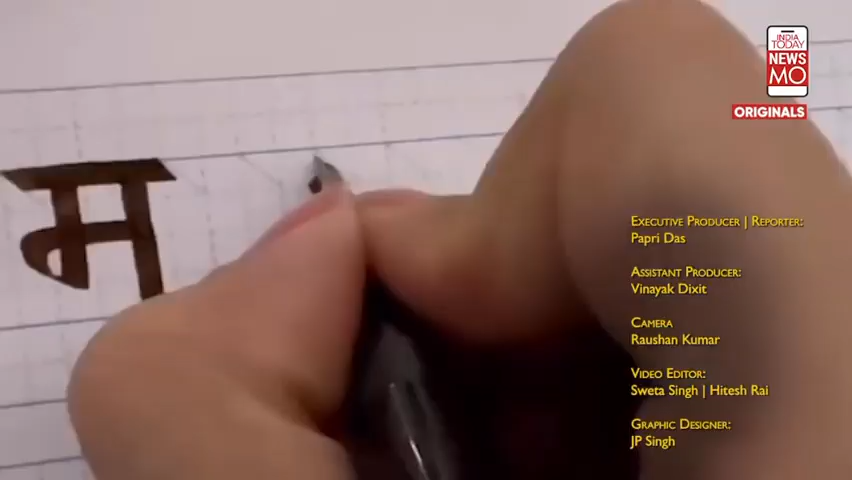 INDIA
TODAY
NEWS
MO
ORIGINALS
म
EXECUTIVE PRODUCER | REPORTER:
Papri Das
ASSISTANT PRODUCER:
Vinayak Dixit
CAMERA
Raushan Kumar
VIDEO EDITOR:
Sweta Singh | Hitesh Rai
GRAPHIC DESIGNER:
JP Singh